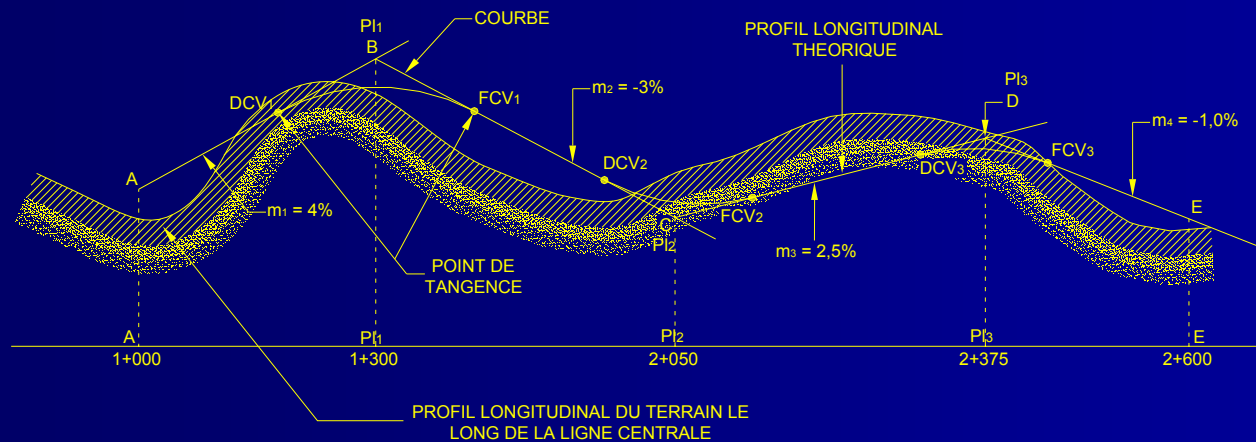 PI₁
B
COURBE
PROFIL LONGITUDINAL
THEORIQUE
DCV₁
FCV₁
m₂ = -3%
PI₃
D
m₄ = -1,0%
A
m₁ = 4%
DCV₂
C
PI₂
FCV₂
DCV₃
FCV₃
E
m₃ = 2,5%
POINT DE
TANGENCE
A
PI₁
PI₂
PI₃
E
1+000
1+300
2+050
2+375
2+600
PROFIL LONGITUDINAL DU TERRAIN LE
LONG DE LA LIGNE CENTRALE